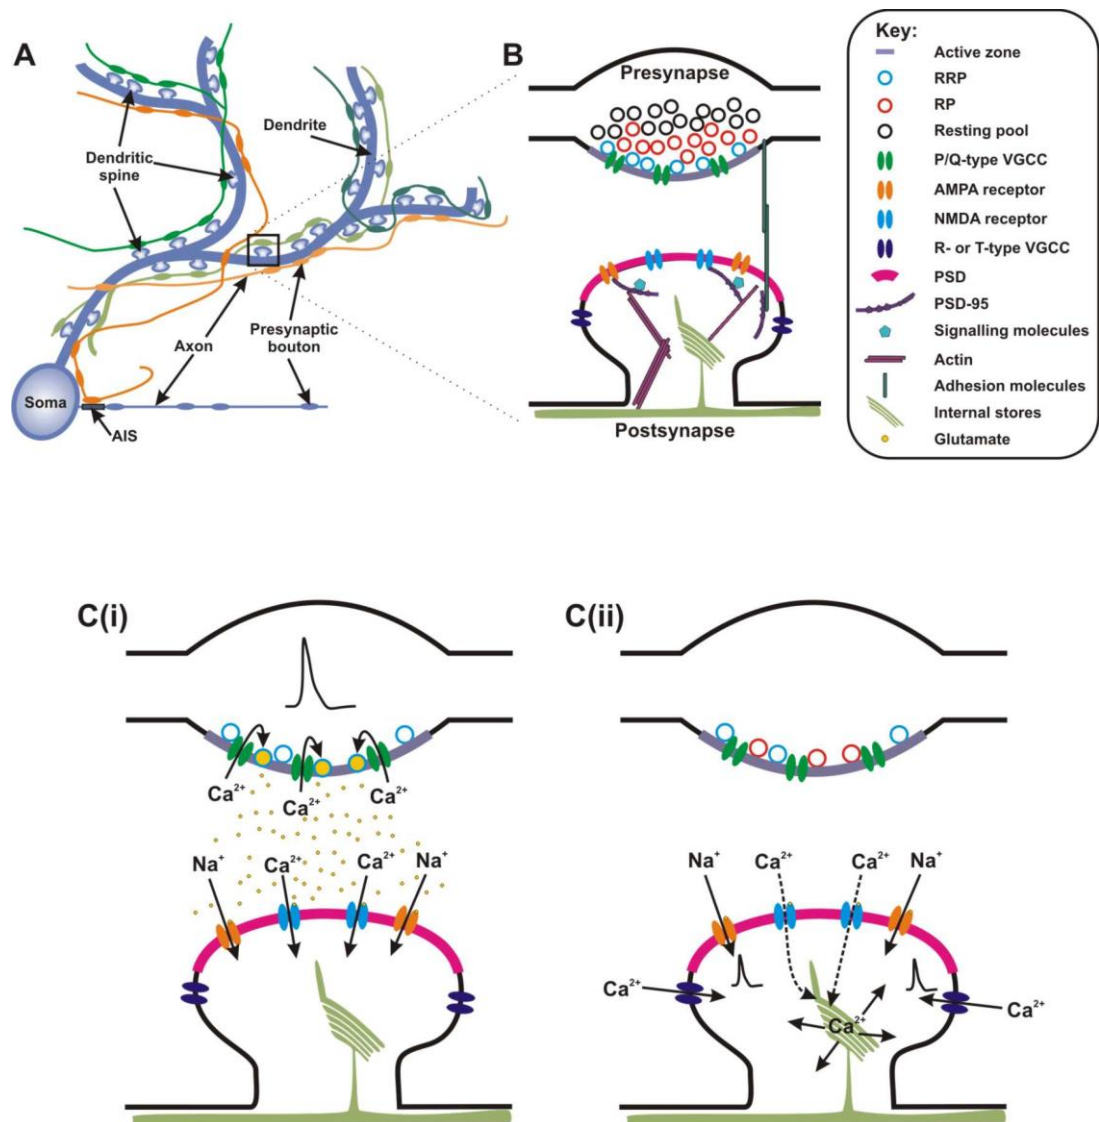 A
Dendritic
spine
Dendrite
Axon
Presynaptic
bouton
Soma
AIS
B
Presynapse
Postsynapse
Key:
Active zone
RRP
RP
Resting pool
P/Q-type VGCC
AMPA receptor
NMDA receptor
R- or T-type VGCC
PSD
PSD-95
Signalling molecules
Actin
Adhesion molecules
Internal stores
Glutamate
C(i)
Ca²⁺
Ca²⁺
Ca²⁺
Na⁺
Ca²⁺
Ca²⁺
Na⁺
C(ii)
Na⁺
Ca²⁺
Ca²⁺
Na⁺
Ca²⁺
Ca²⁺
Ca²⁺